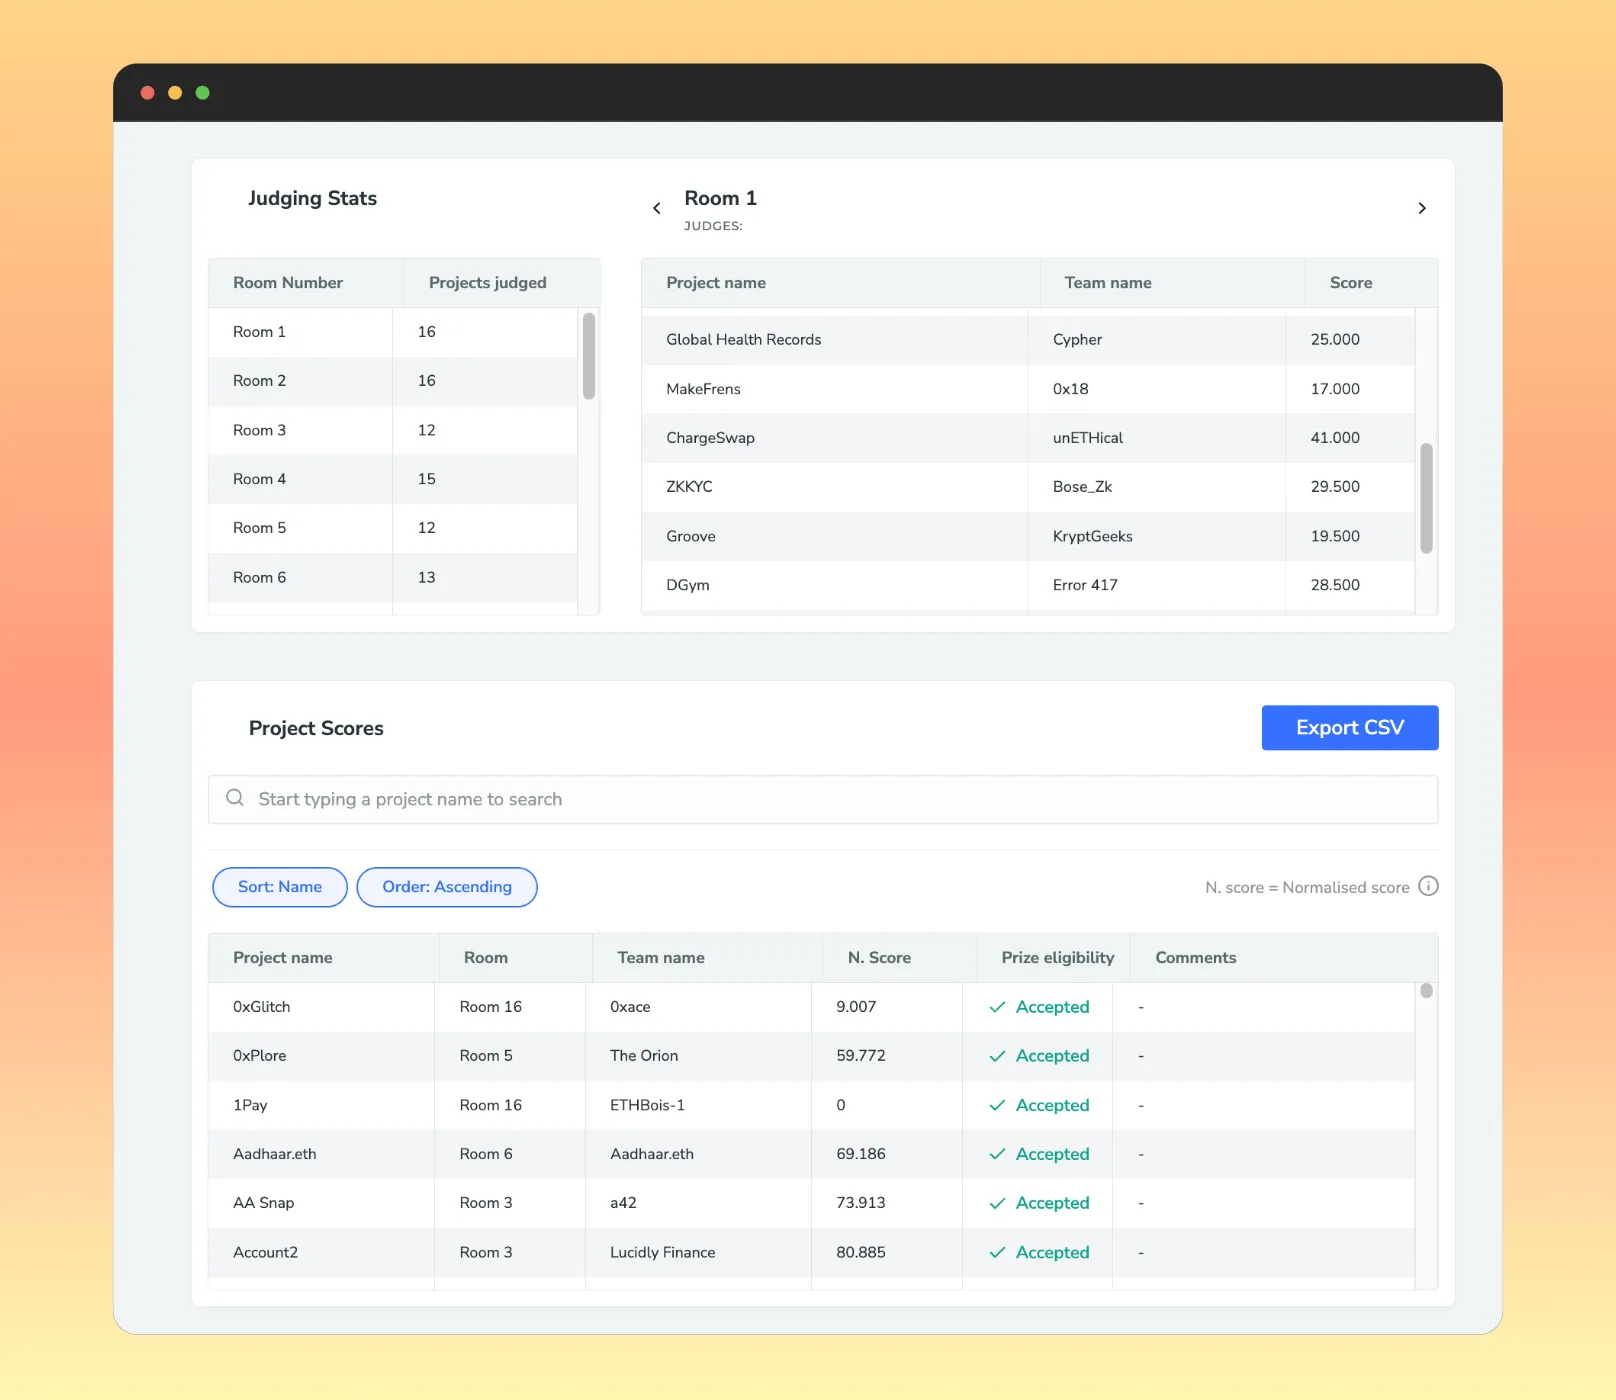 Judging Stats
Room 1
JUDGES:
Room Number Projects judged
Room 1 16
Room 2 16
Room 3 12
Room 4 15
Room 5 12
Room 6 13
Project name Team name Score
Global Health Records Cypher 25.000
MakeFrens 0x18 17.000
ChargeSwap unETHical 41.000
ZKKYC Bose_Zk 29.500
Groove KryptGeeks 19.500
DGym Error 417 28.500
Project Scores
Export CSV
Start typing a project name to search
Sort: Name Order: Ascending
N. score = Normalised score
Project name Room Team name N. Score Prize eligibility Comments
0xGlitch Room 16 0xace 9.007 Accepted -
0xPlore Room 5 The Orion 59.772 Accepted -
1Pay Room 16 ETHBois-1 0 Accepted -
Aadhaar.eth Room 6 Aadhaar.eth 69.186 Accepted -
AA Snap Room 3 a42 73.913 Accepted -
Account2 Room 3 Lucidly Finance 80.885 Accepted -